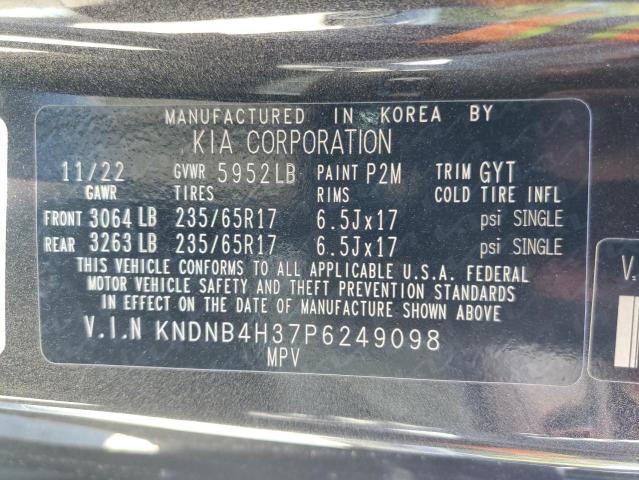 MANUFACTURED IN KOREA BY
KIA CORPORATION
11/22 GVWR 5952LB PAINT P2M TRIM GYT
GAWR TIRES RIMS COLD TIRE INFL
FRONT 3064 LB 235/65R17 6.5Jx17 psi SINGLE
REAR 3263 LB 235/65R17 6.5Jx17 psi SINGLE
THIS VEHICLE CONFORMS TO ALL APPLICABLE U.S.A. FEDERAL
MOTOR VEHICLE SAFETY AND THEFT PREVENTION STANDARDS
IN EFFECT ON THE DATE OF MANUFACTURE SHOWN ABOVE
V.I.N KNDNB4H37P6249098
MPV
V.